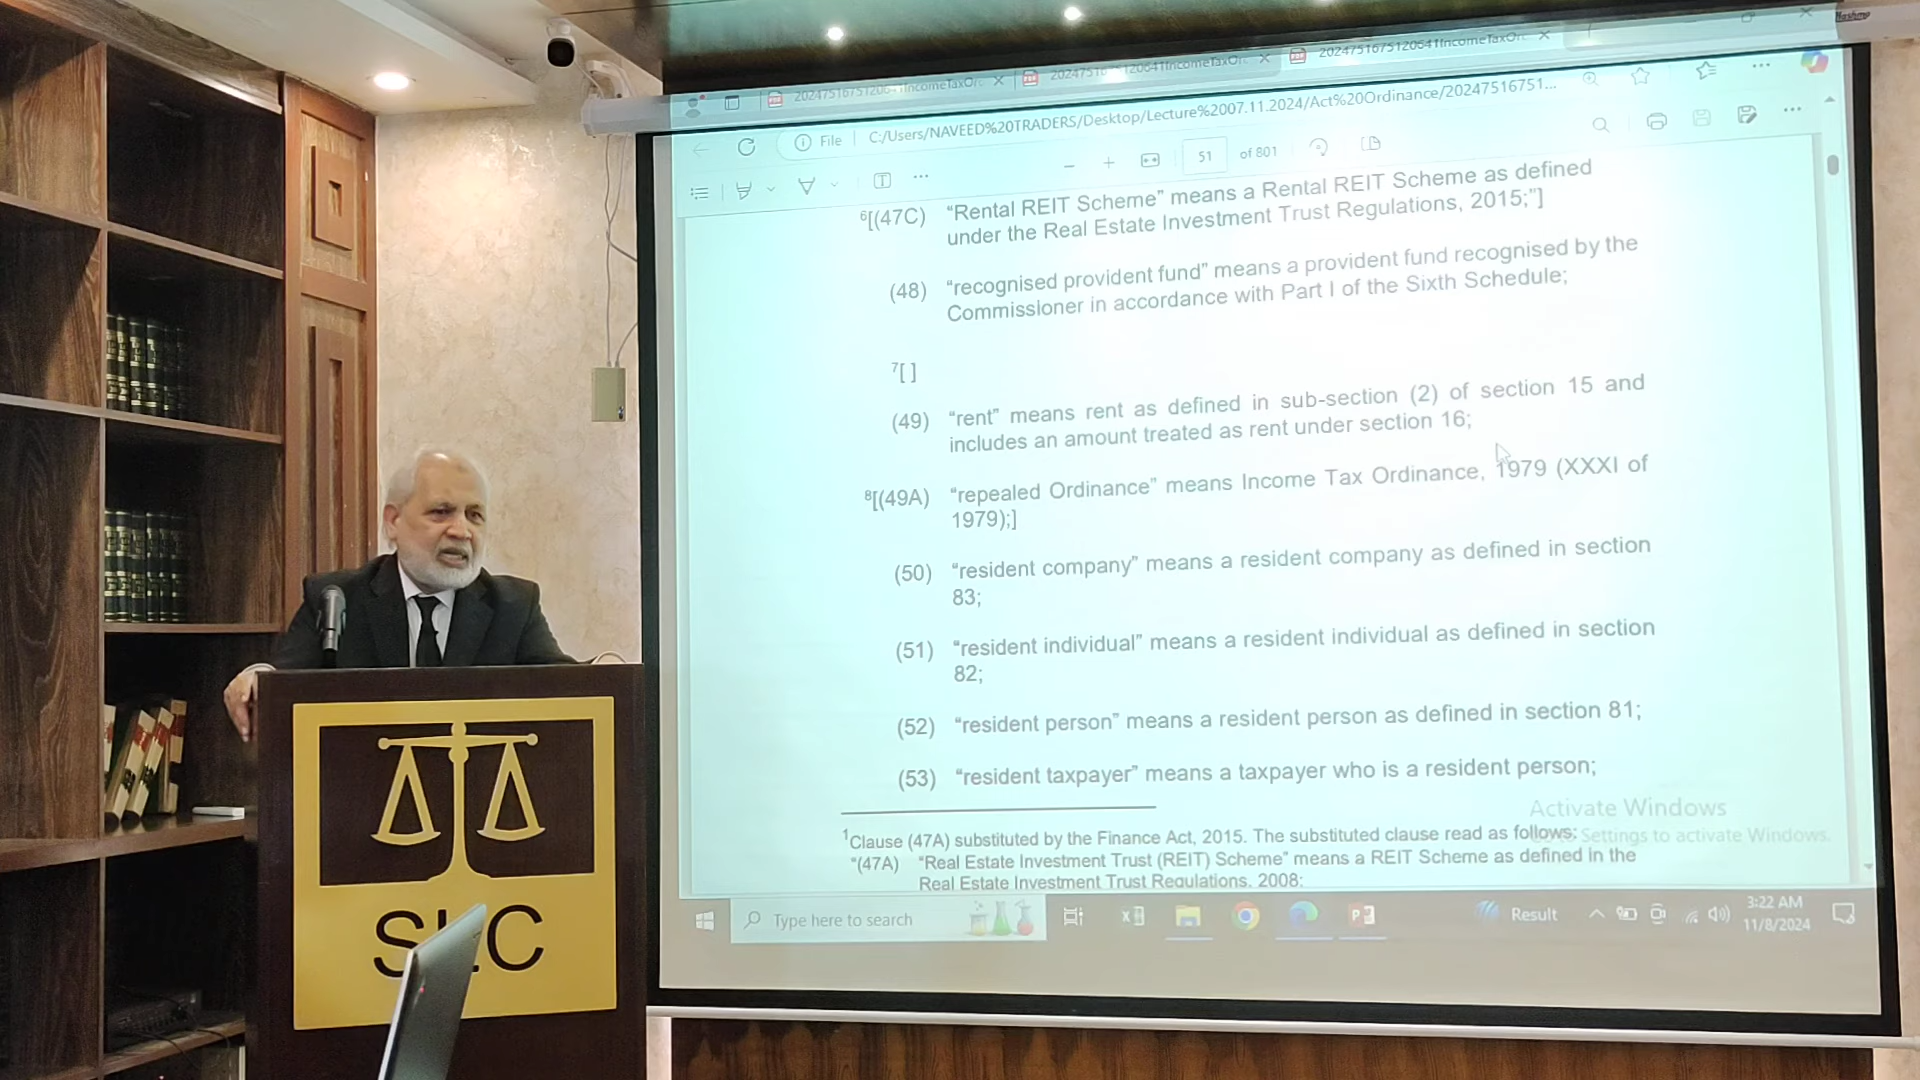 20247516751206411IncomeTaxOr
20247516751206411IncomeTaxOr
20247516751206411IncomeTaxOr
File
C:/Users/NAVEED%20TRADERS/Desktop/Lecture%2007.11.2024/Act%20Ordinance/20247516751...
51 of 801
6[(47C) “Rental REIT Scheme” means a Rental REIT Scheme as defined
under the Real Estate Investment Trust Regulations, 2015;”]
(48) “recognised provident fund” means a provident fund recognised by the
Commissioner in accordance with Part I of the Sixth Schedule;
7[ ]
(49) “rent” means rent as defined in sub-section (2) of section 15 and
includes an amount treated as rent under section 16;
8[(49A) “repealed Ordinance” means Income Tax Ordinance, 1979 (XXXI of
1979);]
(50) “resident company” means a resident company as defined in section
83;
(51) “resident individual” means a resident individual as defined in section
82;
(52) “resident person” means a resident person as defined in section 81;
(53) “resident taxpayer” means a taxpayer who is a resident person;
Activate Windows
Settings to activate Windows.
1Clause (47A) substituted by the Finance Act, 2015. The substituted clause read as follows:
“(47A) “Real Estate Investment Trust (REIT) Scheme” means a REIT Scheme as defined in the
Real Estate Investment Trust Regulations, 2008;
Type here to search
Result
3:22 AM
11/8/2024